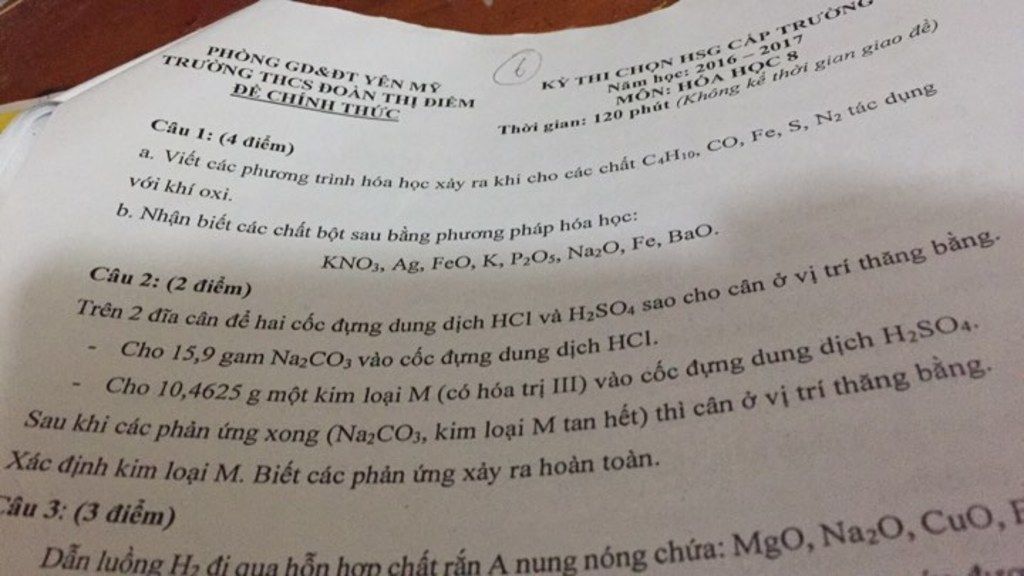 PHÒNG GD&ĐT YÊN MỸ
TRƯỜNG THCS ĐOÀN THỊ ĐIỂM
ĐỀ CHÍNH THỨC
6
KỲ THI CHỌN HSG CẤP TRƯỜNG
Năm học: 2016 – 2017
MÔN: HÓA HỌC 8
Thời gian: 120 phút (Không kể thời gian giao đề)
Câu 1: (4 điểm)
a. Viết các phương trình hóa học xảy ra khi cho các chất C₄H₁₀, CO, Fe, S, N₂ tác dụng
với khí oxi.
b. Nhận biết các chất bột sau bằng phương pháp hóa học:
KNO₃, Ag, FeO, K, P₂O₅, Na₂O, Fe, BaO.
Câu 2: (2 điểm)
Trên 2 đĩa cân để hai cốc đựng dung dịch HCl và H₂SO₄ sao cho cân ở vị trí thăng bằng.
- Cho 15,9 gam Na₂CO₃ vào cốc đựng dung dịch HCl.
- Cho 10,4625 g một kim loại M (có hóa trị III) vào cốc đựng dung dịch H₂SO₄.
Sau khi các phản ứng xong (Na₂CO₃, kim loại M tan hết) thì cân ở vị trí thăng bằng.
Xác định kim loại M. Biết các phản ứng xảy ra hoàn toàn.
Câu 3: (3 điểm)
Dẫn luồng H₂ đi qua hỗn hợp chất rắn A nung nóng chứa: MgO, Na₂O, CuO,